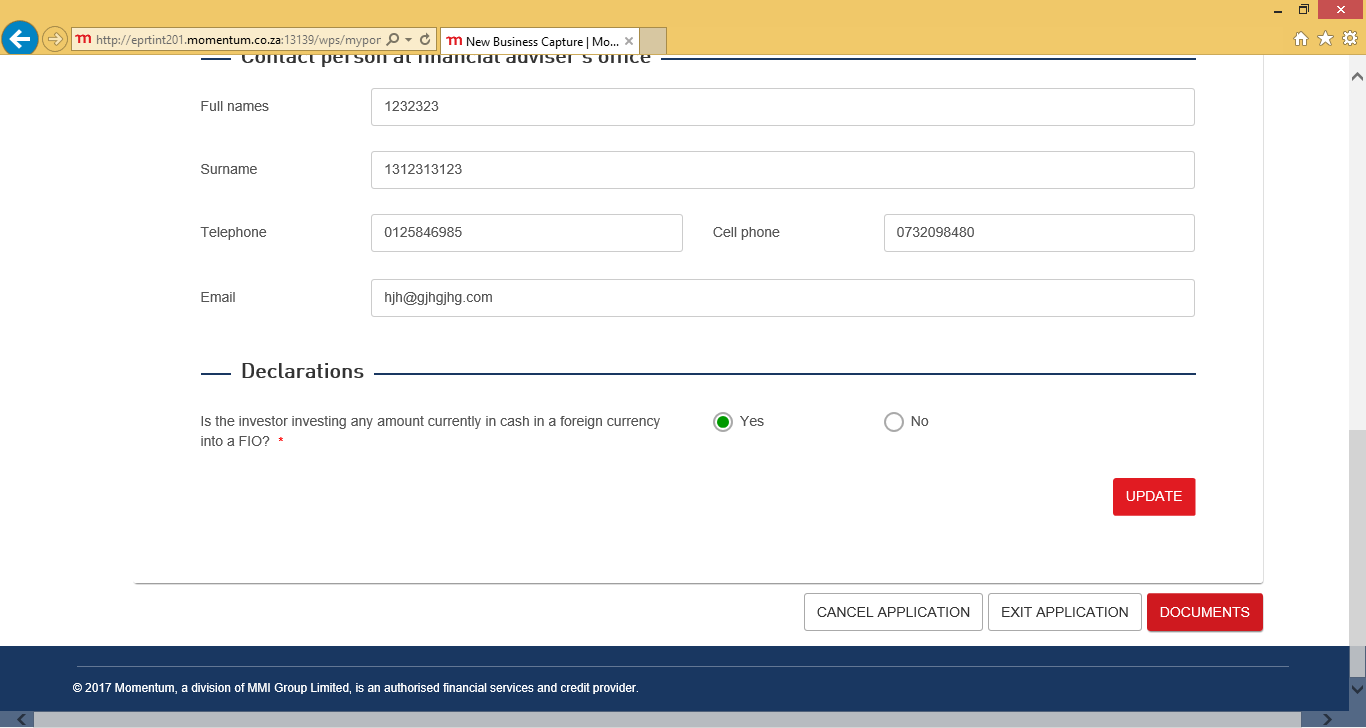 http://eprtint201.momentum.co.za:13139/wps/mypor
New Business Capture | Mo...
Contact person at financial adviser's office
Full names
1232323
Surname
1312313123
Telephone
0125846985
Cell phone
0732098480
Email
hjh@gjhgjhg.com
Declarations
Is the investor investing any amount currently in cash in a foreign currency
into a FIO? *
Yes
No
UPDATE
CANCEL APPLICATION
EXIT APPLICATION
DOCUMENTS
© 2017 Momentum, a division of MMI Group Limited, is an authorised financial services and credit provider.